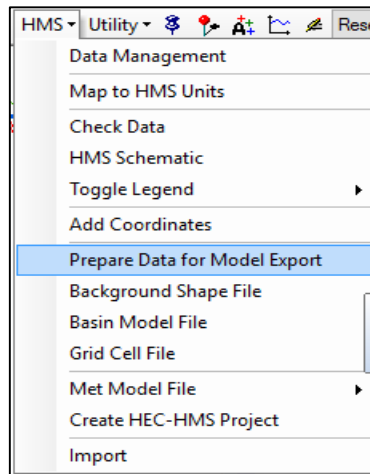 HMS Utility Rese
Data Management
Map to HMS Units
Check Data
HMS Schematic
Toggle Legend
Add Coordinates
Prepare Data for Model Export
Background Shape File
Basin Model File
Grid Cell File
Met Model File
Create HEC-HMS Project
Import